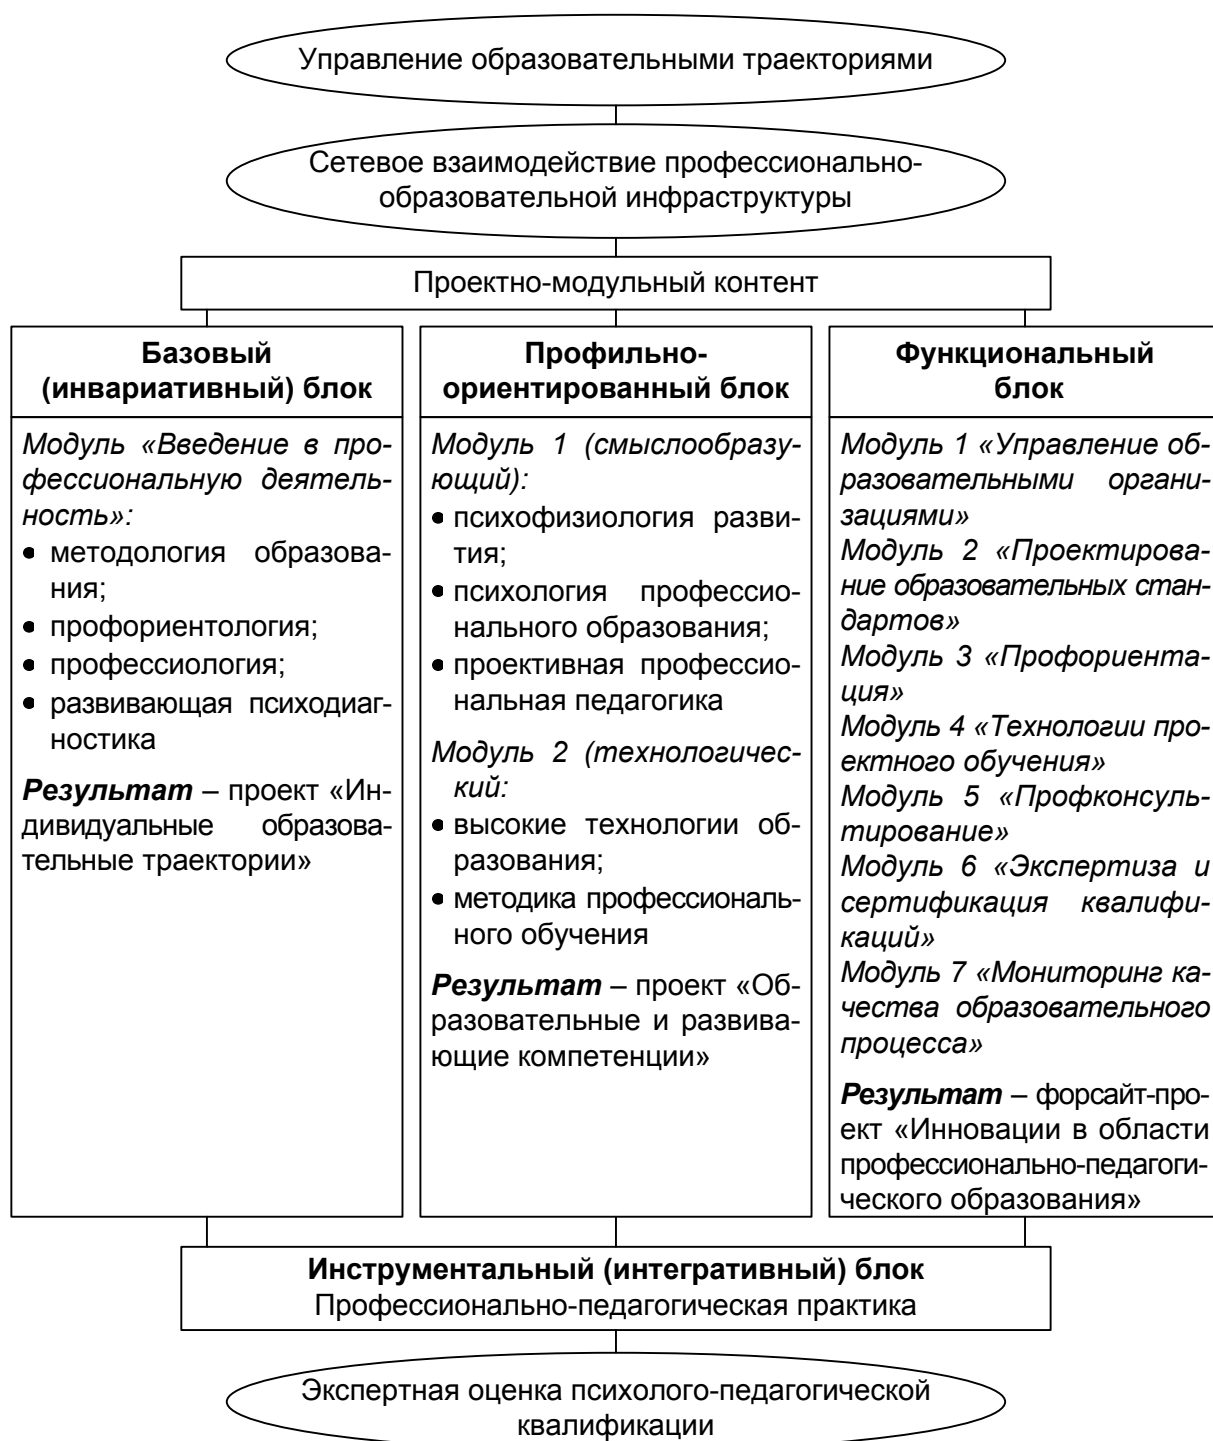 Управление образовательными траекториями
Сетевое взаимодействие профессионально-
образовательной инфраструктуры
Проектно-модульный контент
Базовый
(инвариативный) блок
Модуль «Введение в про-
фессиональную деятель-
ность»:
• методология образова-
ния;
• профориентология;
• профессиология;
• развивающая психодиаг-
ностика
Результат – проект «Ин-
дивидуальные образова-
тельные траектории»
Профильно-
ориентированный блок
Модуль 1 (смыслообразу-
ющий):
• психофизиология разви-
тия;
• психология профессио-
нального образования;
• проективная профессио-
нальная педагогика
Модуль 2 (технологичес-
кий:
• высокие технологии об-
разования;
• методика профессиональ-
ного обучения
Результат – проект «Об-
разовательные и развива-
ющие компетенции»
Функциональный
блок
Модуль 1 «Управление об-
разовательными органи-
зациями»
Модуль 2 «Проектирова-
ние образовательных стан-
дартов»
Модуль 3 «Профориента-
ция»
Модуль 4 «Технологии про-
ектного обучения»
Модуль 5 «Профконсуль-
тирование»
Модуль 6 «Экспертиза и
сертификация квалифи-
каций»
Модуль 7 «Мониторинг ка-
чества образовательного
процесса»
Результат – форсайт-про-
ект «Инновации в области
профессионально-педагоги-
ческого образования»
Инструментальный (интегративный) блок
Профессионально-педагогическая практика
Экспертная оценка психолого-педагогической
квалификации